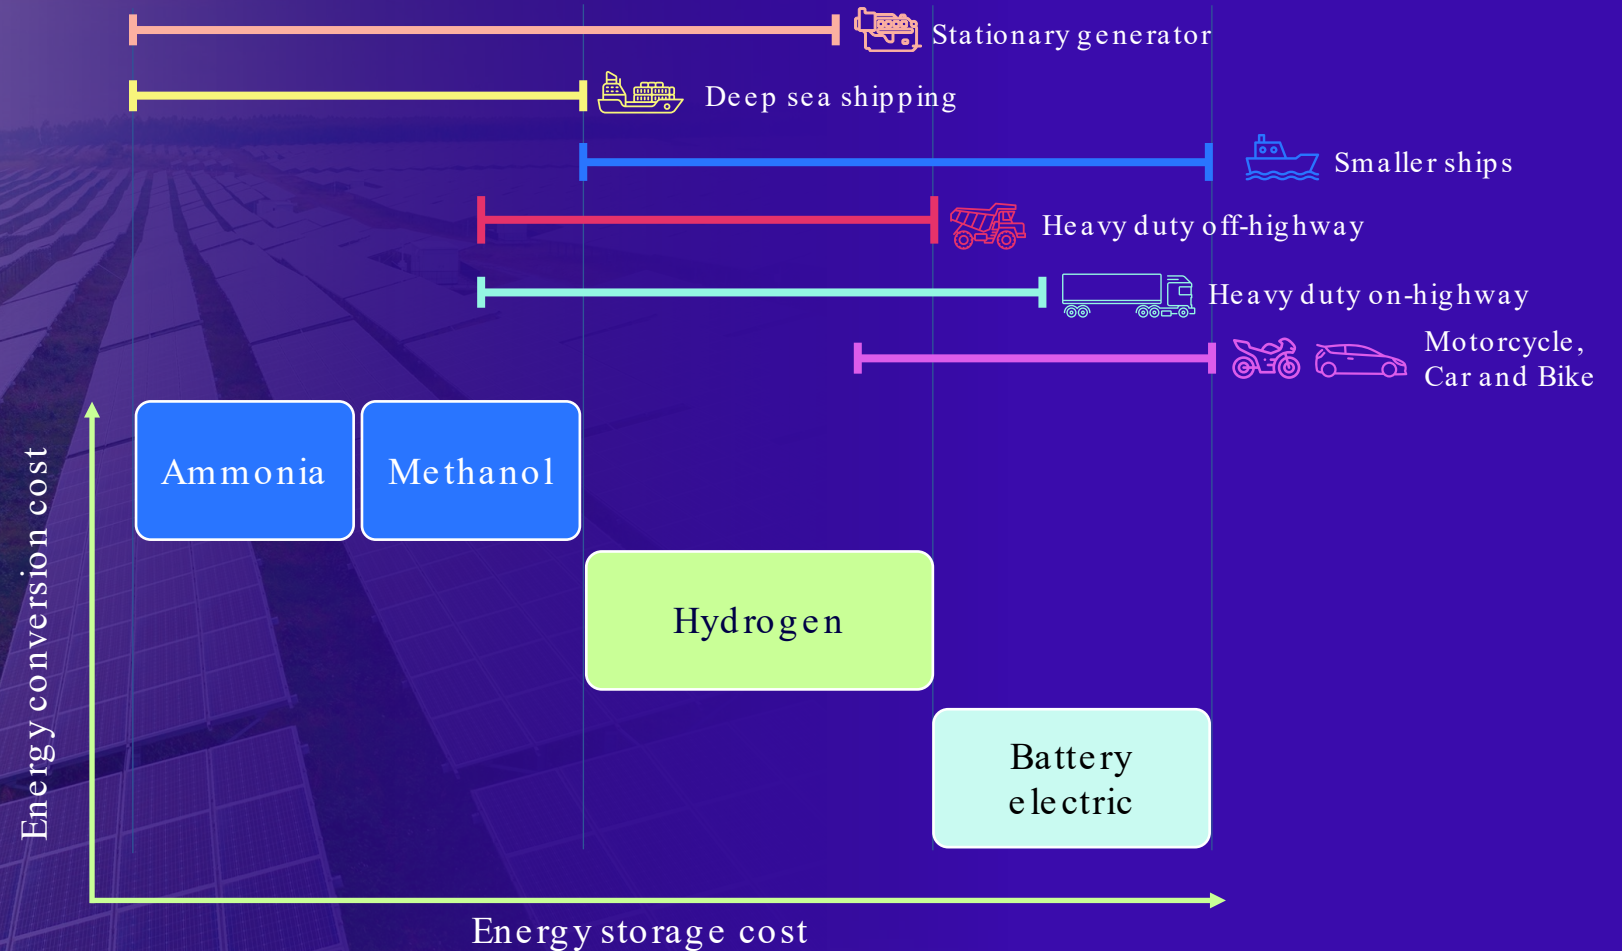 Stationary generator
Deep sea shipping
Smaller ships
Heavy duty off-highway
Heavy duty on-highway
Motorcycle,
Car and Bike
Ammonia
Methanol
Hydrogen
Battery
electric
Energy conversion cost
Energy storage cost